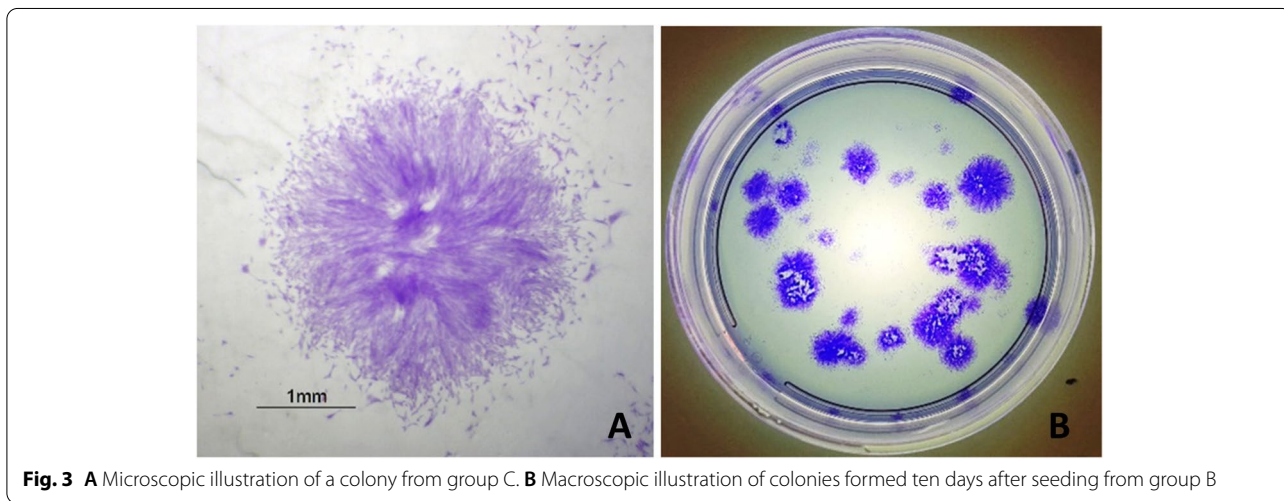 1mm
A
B
Fig. 3 A Microscopic illustration of a colony from group C. B Macroscopic illustration of colonies formed ten days after seeding from group B